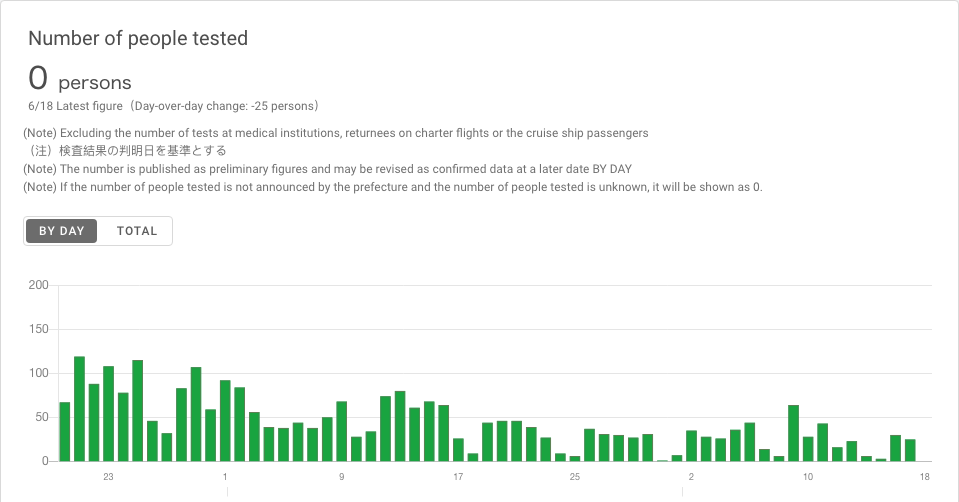 Number of people tested
0 persons
6/18 Latest figure（Day-over-day change: -25 persons）
(Note) Excluding the number of tests at medical institutions, returnees on charter flights or the cruise ship passengers
（注）検査結果の判明日を基準とする
(Note) The number is published as preliminary figures and may be revised as confirmed data at a later date BY DAY
(Note) If the number of people tested is not announced by the prefecture and the number of people tested is unknown, it will be shown as 0.
BY DAY TOTAL
200
150
100
50
0
23 1 9 17 25 2 10 18